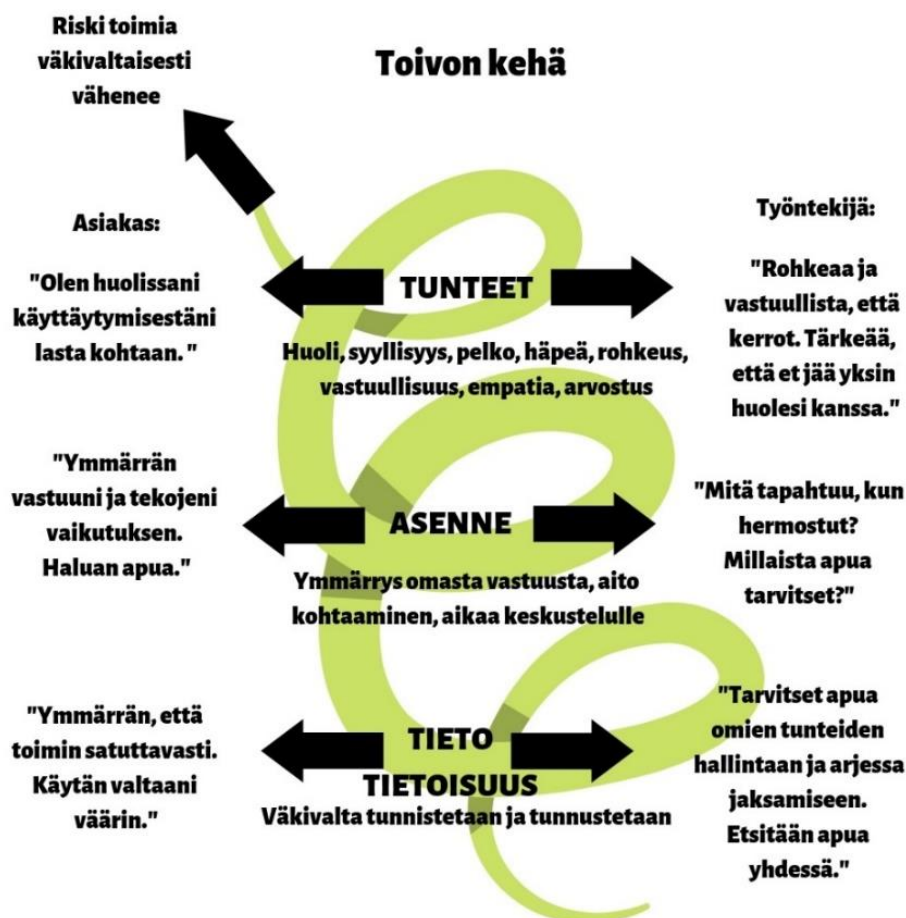 Riski toimia
väkivaltaisesti
vähenee
Toivon kehä
Asiakas:
Työntekijä:
"Olen huolissani
käyttäytymisestäni
lasta kohtaan. "
TUNTEET
Huoli, syyllisyys, pelko, häpeä, rohkeus,
vastuullisuus, empatia, arvostus
"Rohkeaa ja
vastuullista, että
kerrot. Tärkeää,
että et jää yksin
huolesi kanssa."
"Ymmärrän
vastuuni ja tekojeni
vaikutuksen.
Haluan apua."
ASENNE
Ymmärrys omasta vastuusta, aito
kohtaaminen, aikaa keskustelulle
"Mitä tapahtuu, kun
hermostut?
Millaista apua
tarvitset?"
"Ymmärrän, että
toimin satuttavasti.
Käytän valtaani
väärin."
TIETO
TIETOISUUS
Väkivalta tunnistetaan ja tunnustetaan
"Tarvitset apua
omien tunteiden
hallintaan ja arjessa
jaksamiseen.
Etsitään apua
yhdessä."